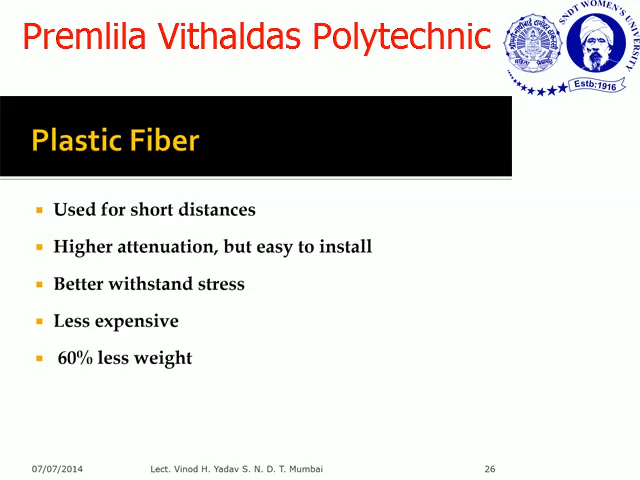 Premlila Vithaldas Polytechnic
SNDT WOMEN'S UNIVERSITY
Estb:1916
Plastic Fiber
Used for short distances
Higher attenuation, but easy to install
Better withstand stress
Less expensive
60% less weight
07/07/2014 Lect. Vinod H. Yadav S. N. D. T. Mumbai 26